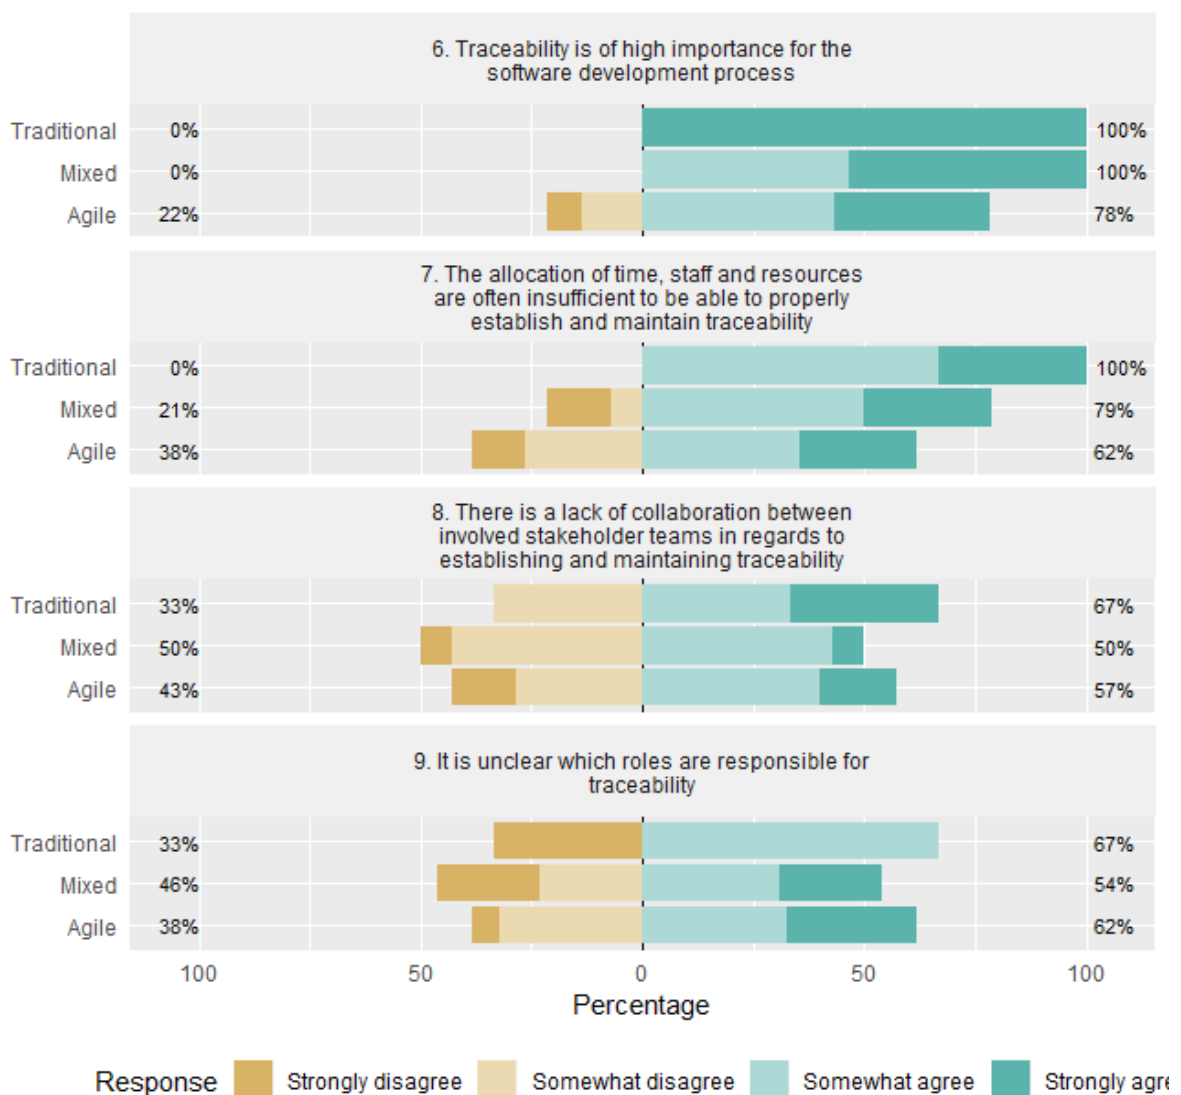 6. Traceability is of high importance for the
software development process
Traditional 0% 100%
Mixed 0% 100%
Agile 22% 78%
7. The allocation of time, staff and resources
are often insufficient to be able to properly
establish and maintain traceability
Traditional 0% 100%
Mixed 21% 79%
Agile 38% 62%
8. There is a lack of collaboration between
involved stakeholder teams in regards to
establishing and maintaining traceability
Traditional 33% 67%
Mixed 50% 50%
Agile 43% 57%
9. It is unclear which roles are responsible for
traceability
Traditional 33% 67%
Mixed 46% 54%
Agile 38% 62%
100 50 0 50 100
Percentage
Response Strongly disagree Somewhat disagree Somewhat agree Strongly agre